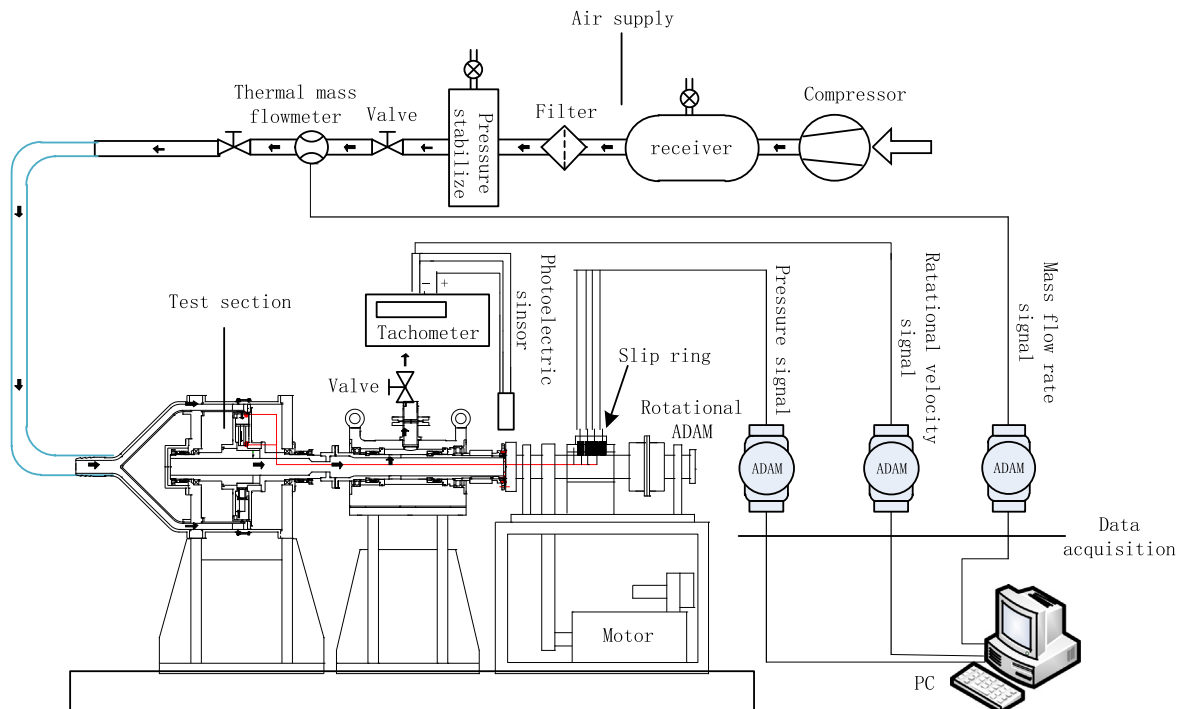 Air supply
Thermal mass
flowmeter
Valve
Pressure
stabilize
Filter
receiver
Compressor
Test section
- +
Tachometer
Photoelectric
sinsor
Valve
Slip ring
Rotational
ADAM
Pressure signal
Ratational velocity
signal
Mass flow rate
signal
ADAM
ADAM
ADAM
Data
acquisition
Motor
PC